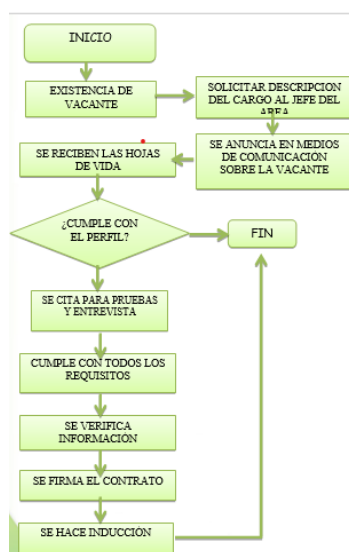 INICIO
EXISTENCIA DE
VACANTE
SOLICITAR DESCRIPCION
DEL CARGO AL JEFE DEL
AREA
SE ANUNCIA EN MEDIOS
DE COMUNICACIÓN
SOBRE LA VACANTE
SE RECIBEN LAS HOJAS
DE VIDA
¿CUMPLE CON
EL PERFIL?
FIN
SE CITA PARA PRUEBAS
Y ENTREVISTA
CUMPLE CON TODOS LOS
REQUISITOS
SE VERIFICA
INFORMACIÓN
SE FIRMA EL CONTRATO
SE HACE INDUCCIÓN